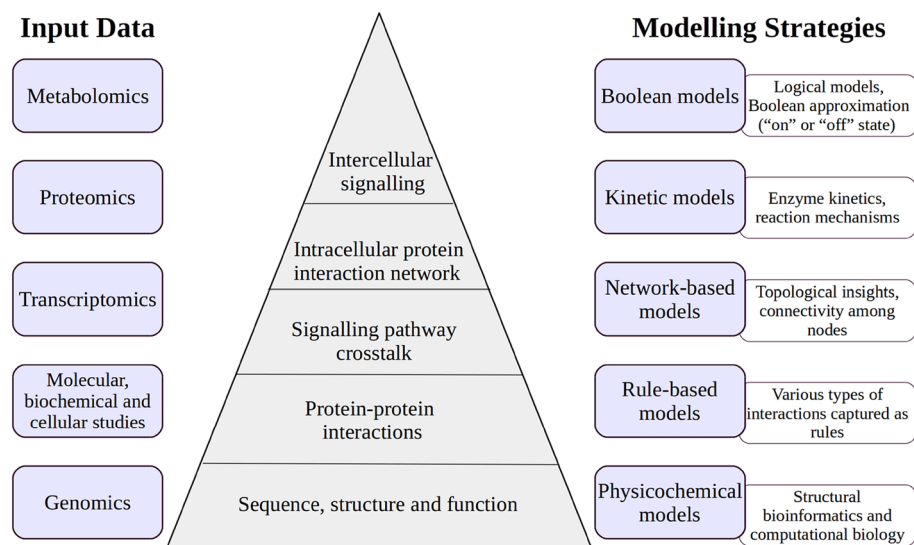 Input Data
Metabolomics
Proteomics
Transcriptomics
Molecular,
biochemical and
cellular studies
Genomics
Intercellular
signalling
Intracellular protein
interaction network
Signalling pathway
crosstalk
Protein-protein
interactions
Sequence, structure and function
Modelling Strategies
Boolean models
Logical models,
Boolean approximation
(“on” or “off” state)
Kinetic models
Enzyme kinetics,
reaction mechanisms
Network-based
models
Topological insights,
connectivity among
nodes
Rule-based
models
Various types of
interactions captured as
rules
Physicochemical
models
Structural
bioinformatics and
computational biology